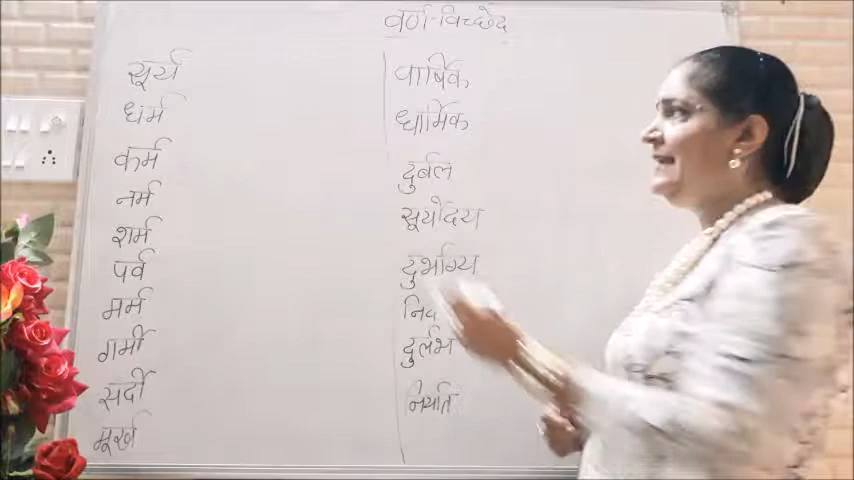 वर्ण-विच्छेद
सूर्य
धर्म
कर्म
नर्म
शर्म
पर्व
मर्म
गर्मी
सर्दी
मूर्ख
वार्षिक
धार्मिक
दुर्बल
सूर्योदय
दुर्भाग्य
दुर्लभ
निर्यात